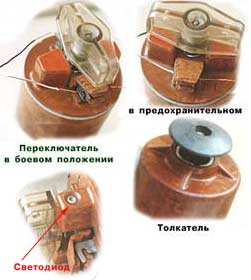 в предохранительном
Переключатель
в боевом положении
Толкатель
Светодиод